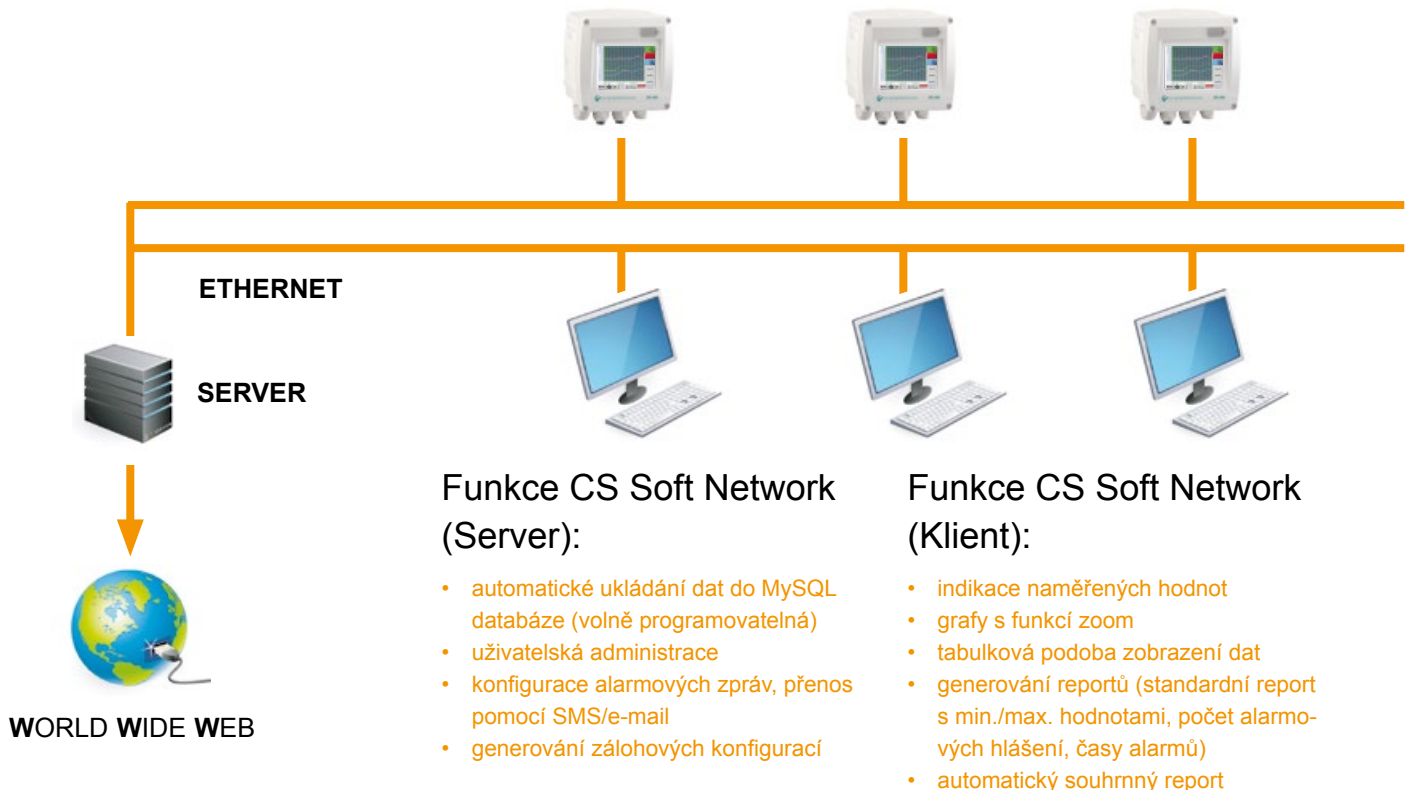 ETHERNET
SERVER
WORLD WIDE WEB
Funkce CS Soft Network
(Server):
• automatické ukládání dat do MySQL
databáze (volně programovatelná)
• uživatelská administrace
• konfigurace alarmových zpráv, přenos
pomocí SMS/e-mail
• generování zálohových konfigurací
Funkce CS Soft Network
(Klient):
• indikace naměřených hodnot
• grafy s funkcí zoom
• tabulková podoba zobrazení dat
• generování reportů (standardní report
s min./max. hodnotami, počet alarmo-
vých hlášení, časy alarmů)
• automatický souhrnný report